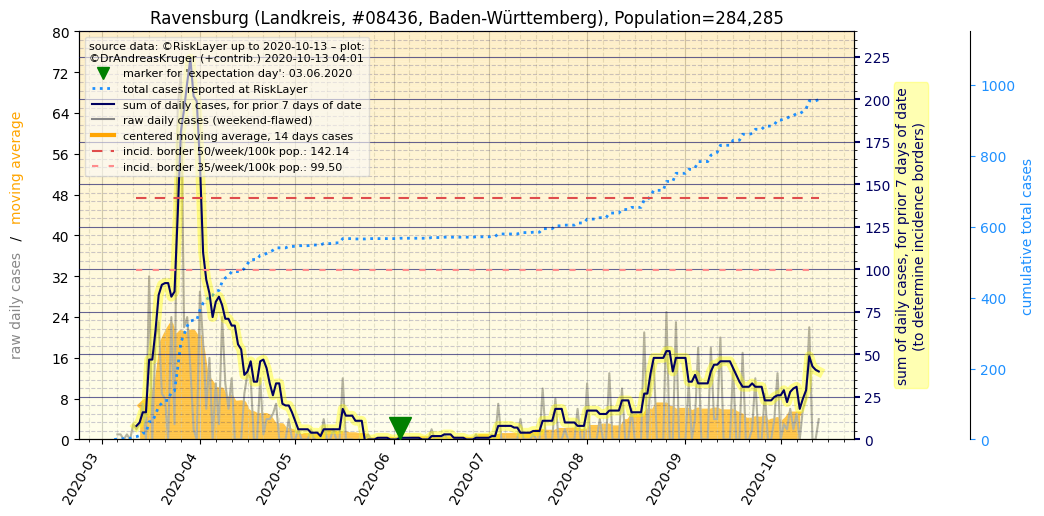 Ravensburg (Landkreis, #08436, Baden-Württemberg), Population=284,285
source data: ©RiskLayer up to 2020-10-13 – plot:
©DrAndreasKruger (+contrib.) 2020-10-13 04:01
marker for 'expectation day': 03.06.2020
total cases reported at RiskLayer
sum of daily cases, for prior 7 days of date
raw daily cases (weekend-flawed)
centered moving average, 14 days cases
incid. border 50/week/100k pop.: 142.14
incid. border 35/week/100k pop.: 99.50
raw daily cases / moving average
80
72
64
56
48
40
32
24
16
8
0
225
200
175
150
125
100
75
50
25
0
sum of daily cases, for prior 7 days of date
(to determine incidence borders)
1000
800
600
400
200
0
cumulative total cases
2020-03
2020-04
2020-05
2020-06
2020-07
2020-08
2020-09
2020-10